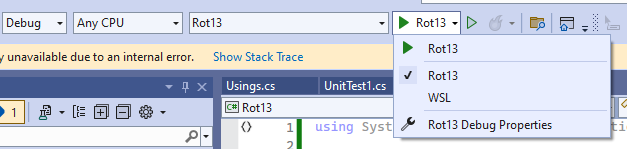 Debug Any CPU Rot13 Rot13
Rot13
y unavailable due to an internal error. Show Stack Trace
Rot13
WSL
Rot13 Debug Properties
1
Usings.cs UnitTest1.cs
C# Rot13
1 using Syst
2